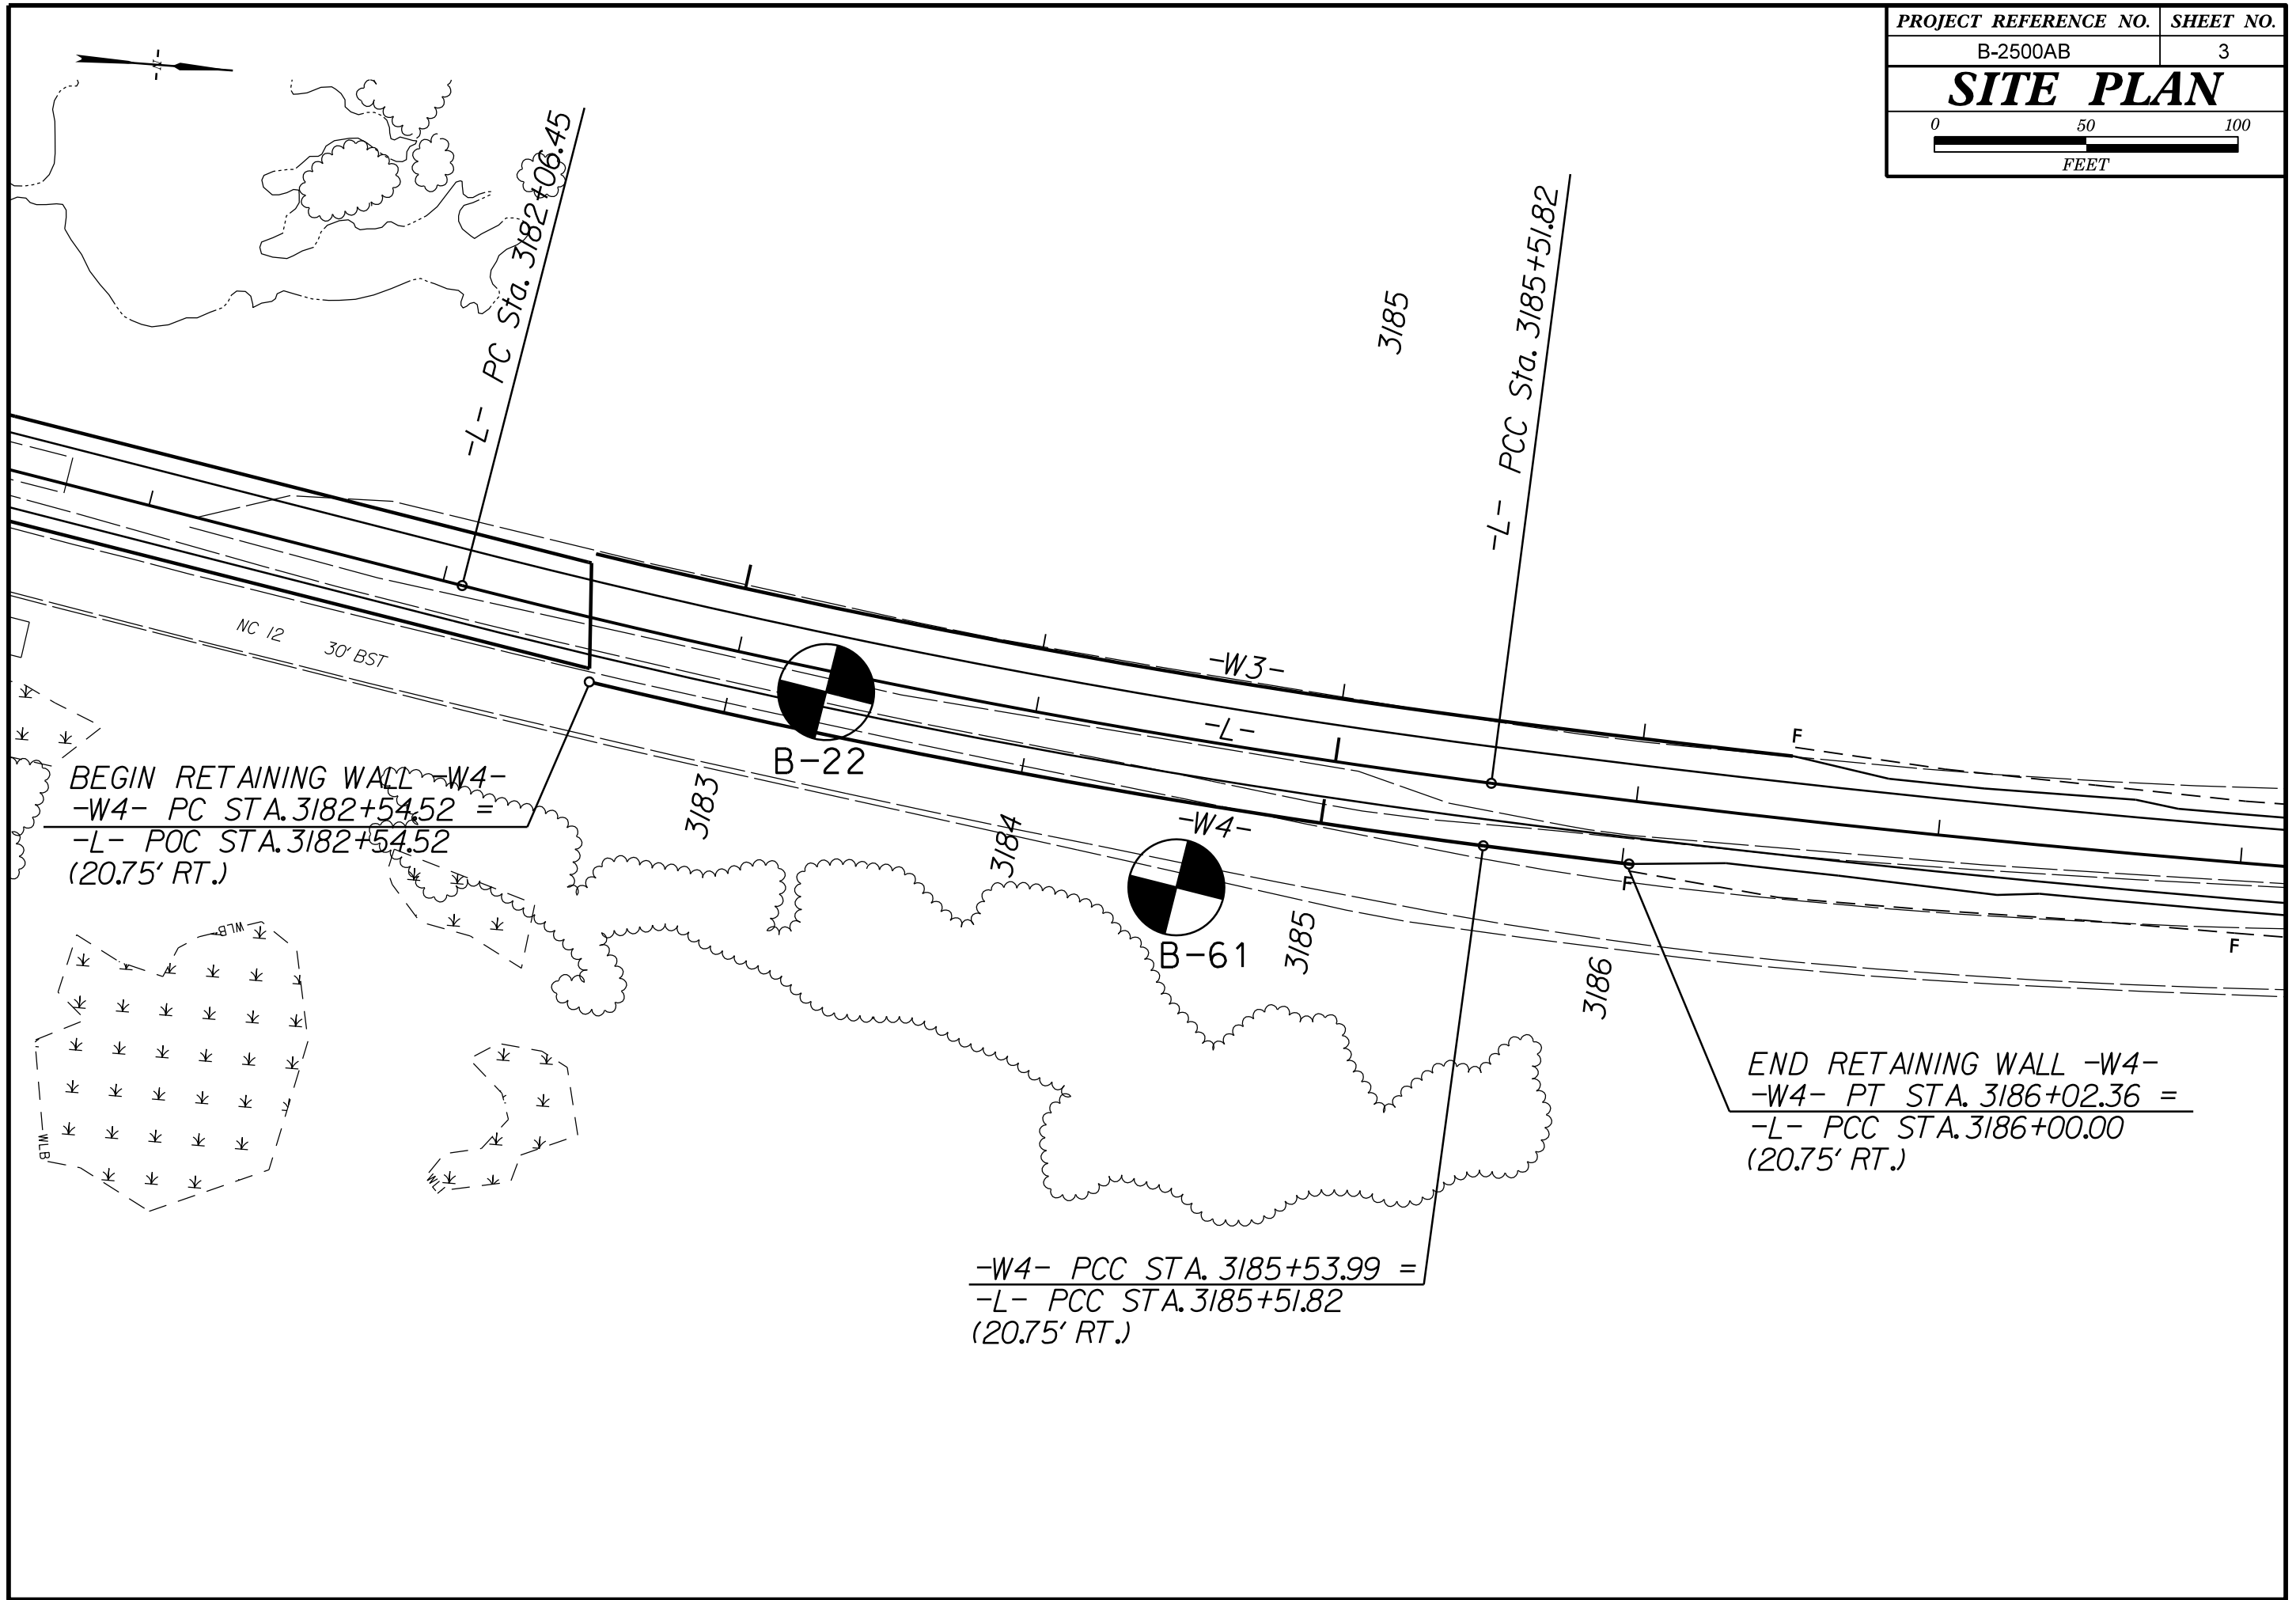 PROJECT REFERENCE NO. SHEET NO.
B-2500AB 3
SITE PLAN
0 50 100
FEET
N
-L- PC Sta. 3182+06.45
-L- PCC Sta. 3185+51.82
3185
NC 12 30' BST
-W3-
-L-
-W4-
F
F
F
B-22
B-61
BEGIN RETAINING WALL -W4-
-W4- PC STA. 3182+54.52 =
-L- POC STA. 3182+54.52
(20.75' RT.)
3183
3184
3185
3186
WLB
WLB
WL
END RETAINING WALL -W4-
-W4- PT STA. 3186+02.36 =
-L- PCC STA. 3186+00.00
(20.75' RT.)
-W4- PCC STA. 3185+53.99 =
-L- PCC STA. 3185+51.82
(20.75' RT.)